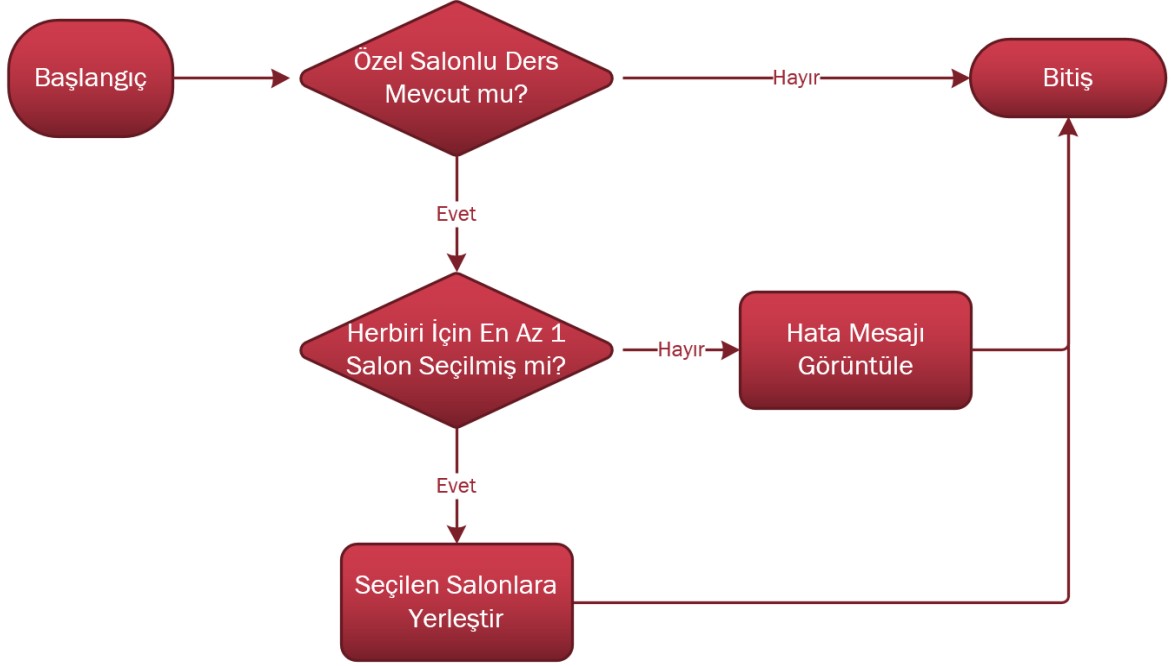 Başlangıç
Özel Salonlu Ders
Mevcut mu?
Hayır
Bitiş
Evet
Herbiri İçin En Az 1
Salon Seçilmiş mi?
Hayır
Hata Mesajı
Görüntüle
Evet
Seçilen Salonlara
Yerleştir